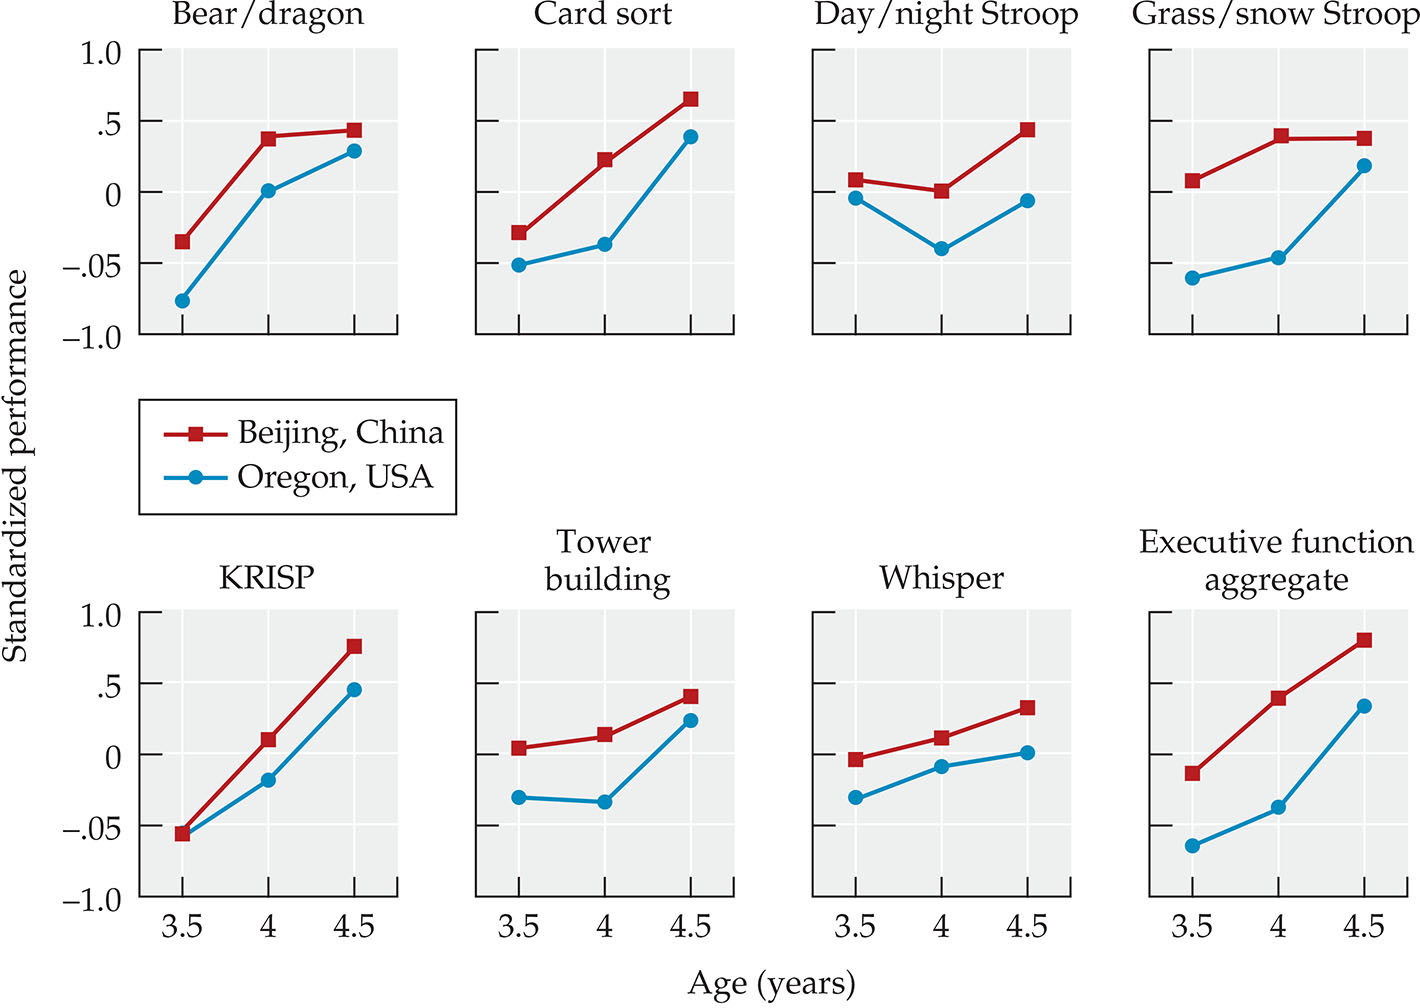 Bear/dragon
Card sort
Day/night Stroop
Grass/snow Stroop
1.0
.5
0
–.05
–1.0
Standardized performance
Beijing, China
Oregon, USA
KRISP
Tower
building
Whisper
Executive function
aggregate
1.0
.5
0
–.05
–1.0
3.5 4 4.5
3.5 4 4.5
3.5 4 4.5
3.5 4 4.5
Age (years)